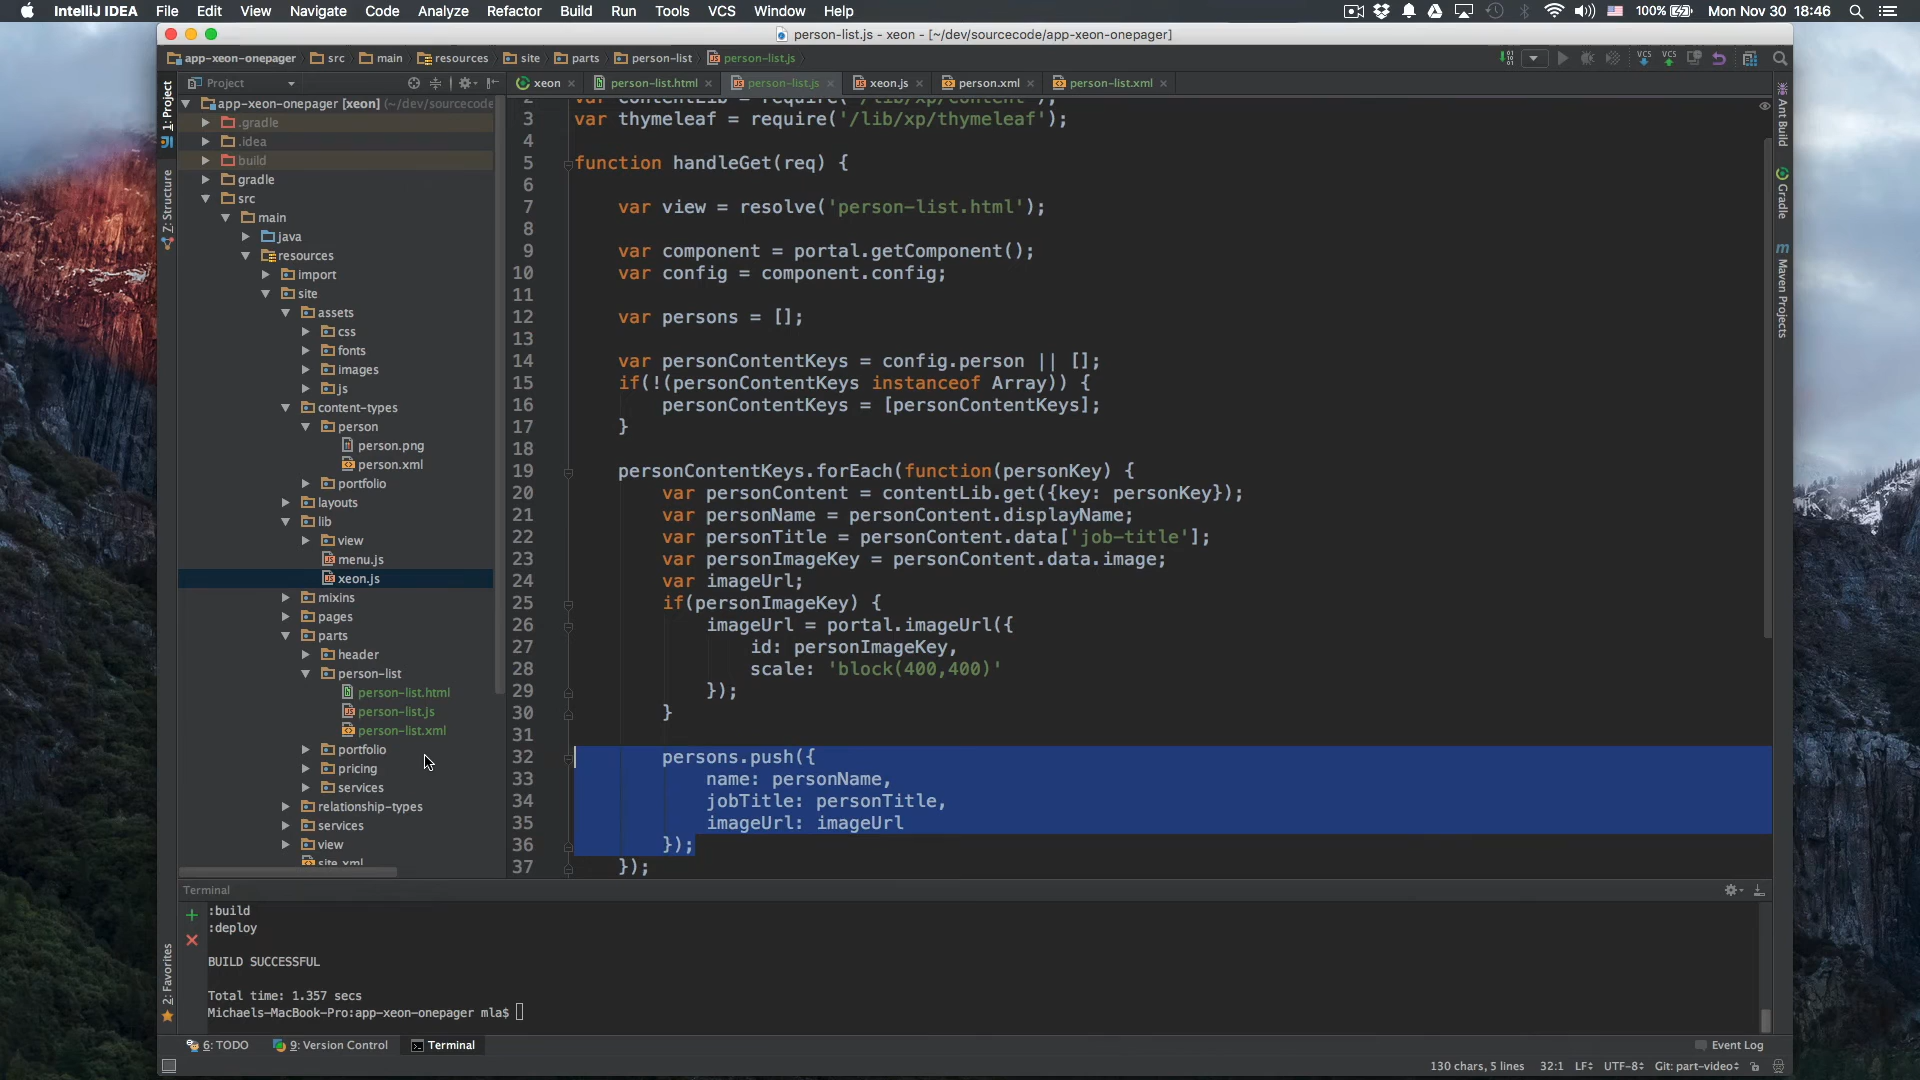 IntelliJ IDEA File Edit View Navigate Code Analyze Refactor Build Run Tools VCS Window Help 100% Mon Nov 30 18:46
person-list.js - xeon - [~/dev/sourcecode/app-xeon-onepager]
app-xeon-onepager src main resources site parts person-list person-list.js
Project
xeon person-list.html person-list.js xeon.js person.xml person-list.xml
1: Project
Z: Structure
2: Favorites
app-xeon-onepager [xeon] (~/dev/sourcecode
.gradle
.idea
build
gradle
src
main
java
resources
import
site
assets
css
fonts
images
js
content-types
person
person.png
person.xml
portfolio
layouts
lib
view
menu.js
xeon.js
mixins
pages
parts
header
person-list
person-list.html
person-list.js
person-list.xml
portfolio
pricing
services
relationship-types
services
view
site.xml
2 var contentLib = require('/lib/xp/content');
3 var thymeleaf = require('/lib/xp/thymeleaf');
4
5 function handleGet(req) {
6
7 var view = resolve('person-list.html');
8
9 var component = portal.getComponent();
10 var config = component.config;
11
12 var persons = [];
13
14 var personContentKeys = config.person || [];
15 if(!(personContentKeys instanceof Array)) {
16 personContentKeys = [personContentKeys];
17 }
18
19 personContentKeys.forEach(function(personKey) {
20 var personContent = contentLib.get({key: personKey});
21 var personName = personContent.displayName;
22 var personTitle = personContent.data['job-title'];
23 var personImageKey = personContent.data.image;
24 var imageUrl;
25 if(personImageKey) {
26 imageUrl = portal.imageUrl({
27 id: personImageKey,
28 scale: 'block(400,400)'
29 });
30 }
31
32 persons.push({
33 name: personName,
34 jobTitle: personTitle,
35 imageUrl: imageUrl
36 });
37 });
Ant Build
Gradle
Maven Projects
Terminal
:build
:deploy
BUILD SUCCESSFUL
Total time: 1.357 secs
Michaels-MacBook-Pro:app-xeon-onepager mla$
6: TODO 9: Version Control Terminal Event Log
130 chars, 5 lines 32:1 LF UTF-8 Git: part-video